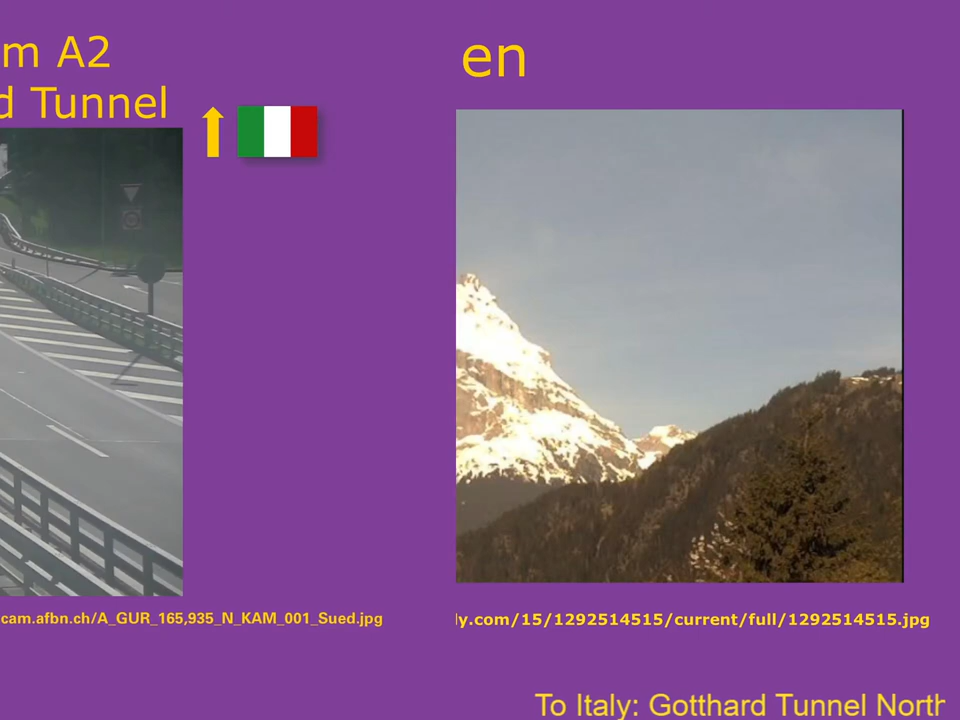 m A2
d Tunnel
en
cam.afbn.ch/A_GUR_165,935_N_KAM_001_Sued.jpg
ly.com/15/1292514515/current/full/1292514515.jpg
To Italy: Gotthard Tunnel North